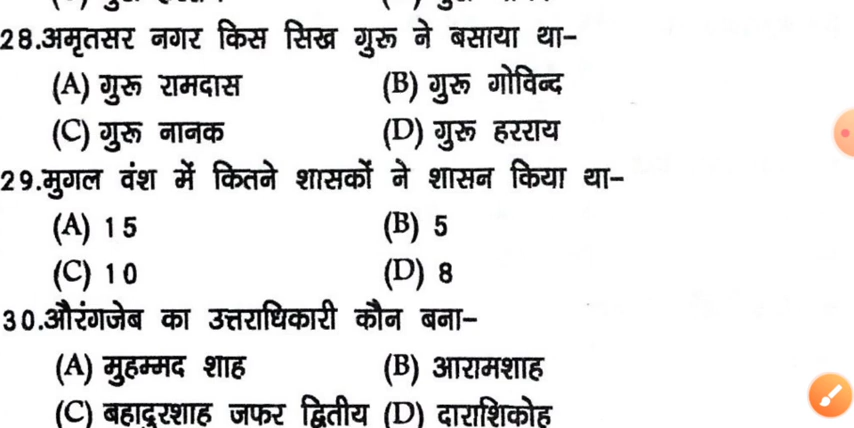 28.अमृतसर नगर किस सिख गुरू ने बसाया था-
(A) गुरू रामदास (B) गुरू गोविन्द
(C) गुरू नानक (D) गुरू हरराय
29.मुगल वंश में कितने शासकों ने शासन किया था-
(A) 15 (B) 5
(C) 10 (D) 8
30.औरंगजेब का उत्तराधिकारी कौन बना-
(A) मुहम्मद शाह (B) आरामशाह
(C) बहादुरशाह जफर द्वितीय (D) दाराशिकोह